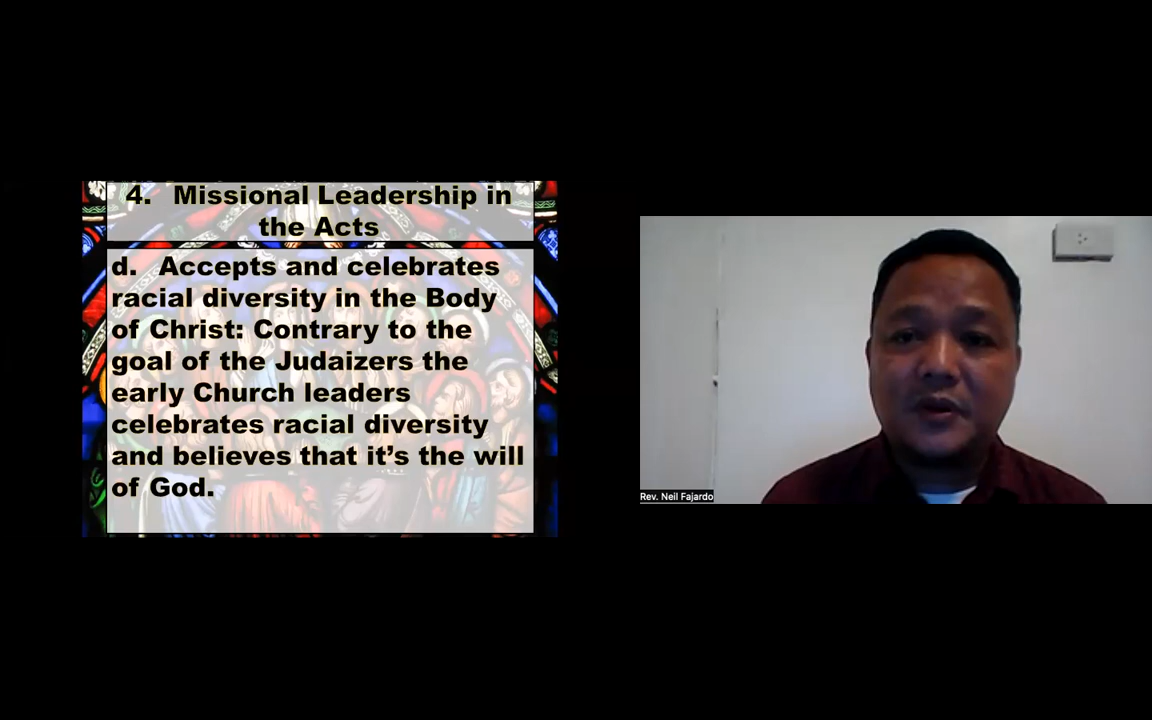 4. Missional Leadership in
the Acts
d. Accepts and celebrates
racial diversity in the Body
of Christ: Contrary to the
goal of the Judaizers the
early Church leaders
celebrates racial diversity
and believes that it’s the will
of God.
Rev. Neil Fajardo